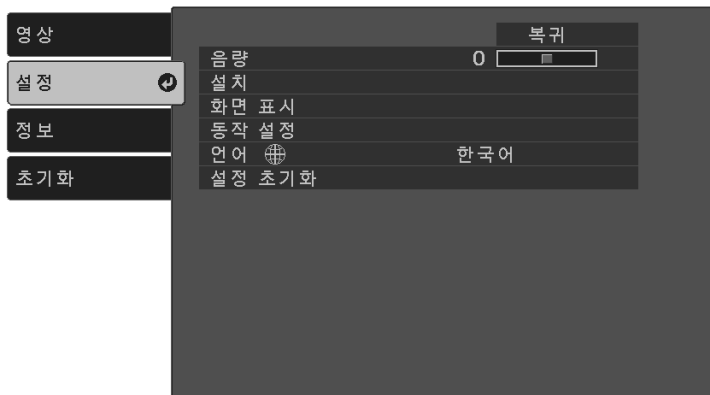 영상
설정
정보
초기화
복귀
음량 0
설치
화면 표시
동작 설정
언어 한국어
설정 초기화